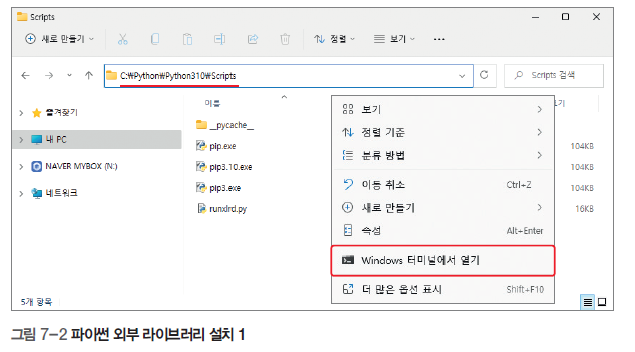 Scripts
새로 만들기
정렬
보기
C:₩Python₩Python310₩Scripts
Scripts 검색
즐겨찾기
내 PC
NAVER MYBOX (N:)
네트워크
이름
__pycache__
pip.exe
pip3.10.exe
pip3.exe
runxlrd.py
크기
104KB
104KB
104KB
16KB
보기
정렬 기준
분류 방법
이동 취소 Ctrl+Z
새로 만들기
속성 Alt+Enter
Windows 터미널에서 열기
더 많은 옵션 표시 Shift+F10
5개 항목
그림 7-2 파이썬 외부 라이브러리 설치 1